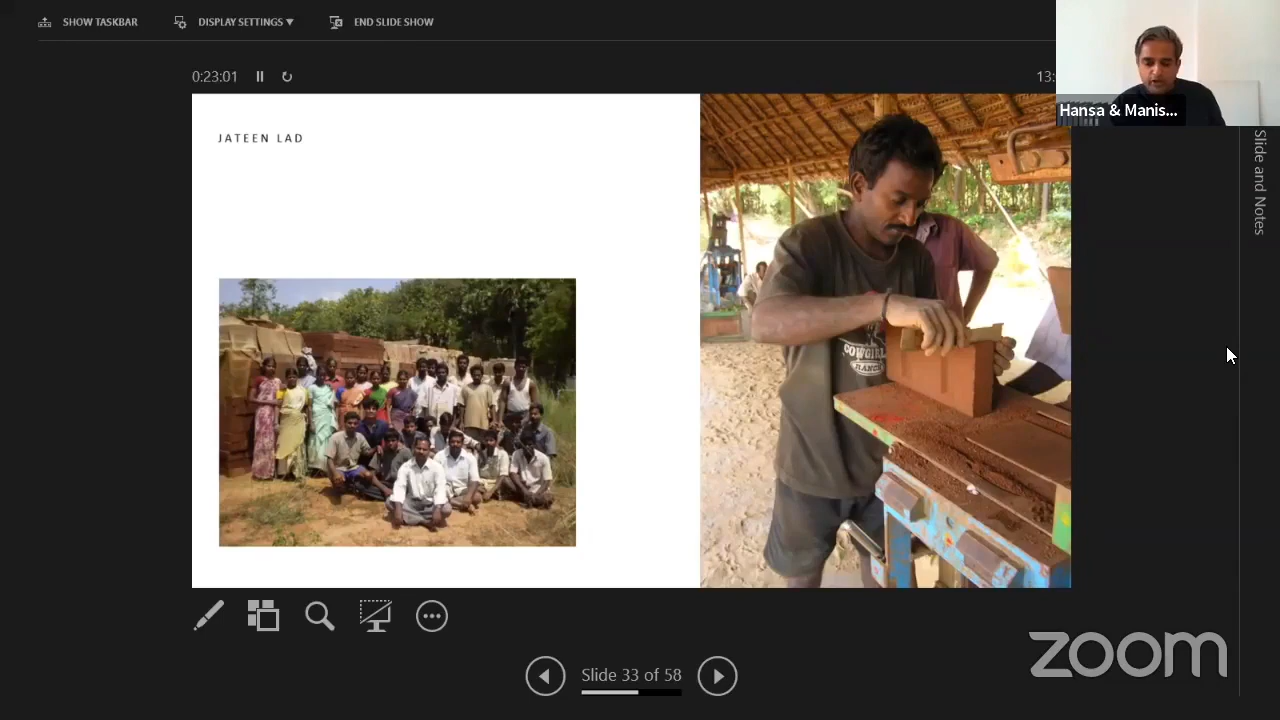 SHOW TASKBAR
DISPLAY SETTINGS ▼
END SLIDE SHOW
0:23:01
13:
Hansa & Manis...
JATEEN LAD
COWGIRL
RANCH
Slide and Notes
Slide 33 of 58
zoom